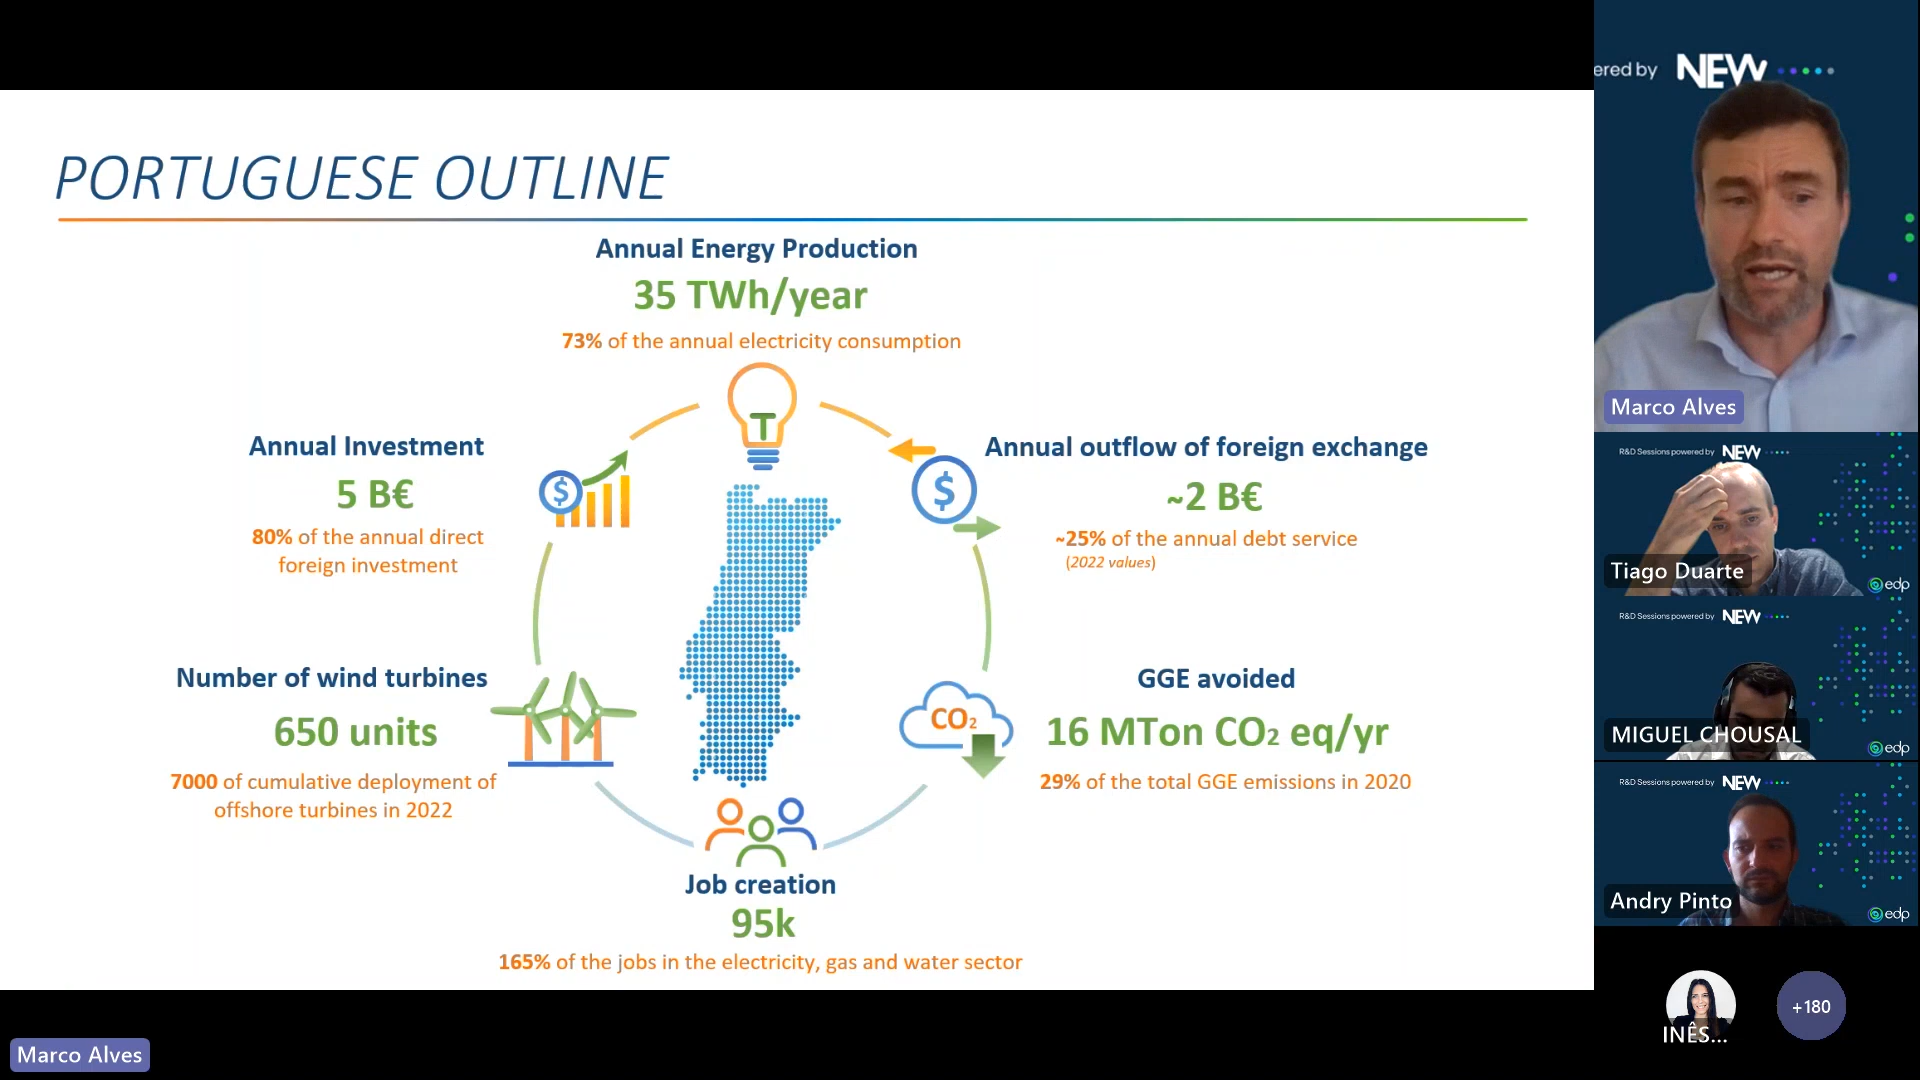 PORTUGUESE OUTLINE
Annual Energy Production
35 TWh/year
73% of the annual electricity consumption
T
Annual Investment
5 B€
80% of the annual direct
foreign investment
$
Annual outflow of foreign exchange
~2 B€
~25% of the annual debt service
(2022 values)
$
Number of wind turbines
650 units
7000 of cumulative deployment of
offshore turbines in 2022
GGE avoided
16 MTon CO₂ eq/yr
29% of the total GGE emissions in 2020
CO₂
Job creation
95k
165% of the jobs in the electricity, gas and water sector
Marco Alves
ered by NEW
Marco Alves
R&D Sessions powered by NEW
Tiago Duarte
edp
R&D Sessions powered by NEW
MIGUEL CHOUSAL
edp
R&D Sessions powered by NEW
Andry Pinto
edp
INÊS...
+180